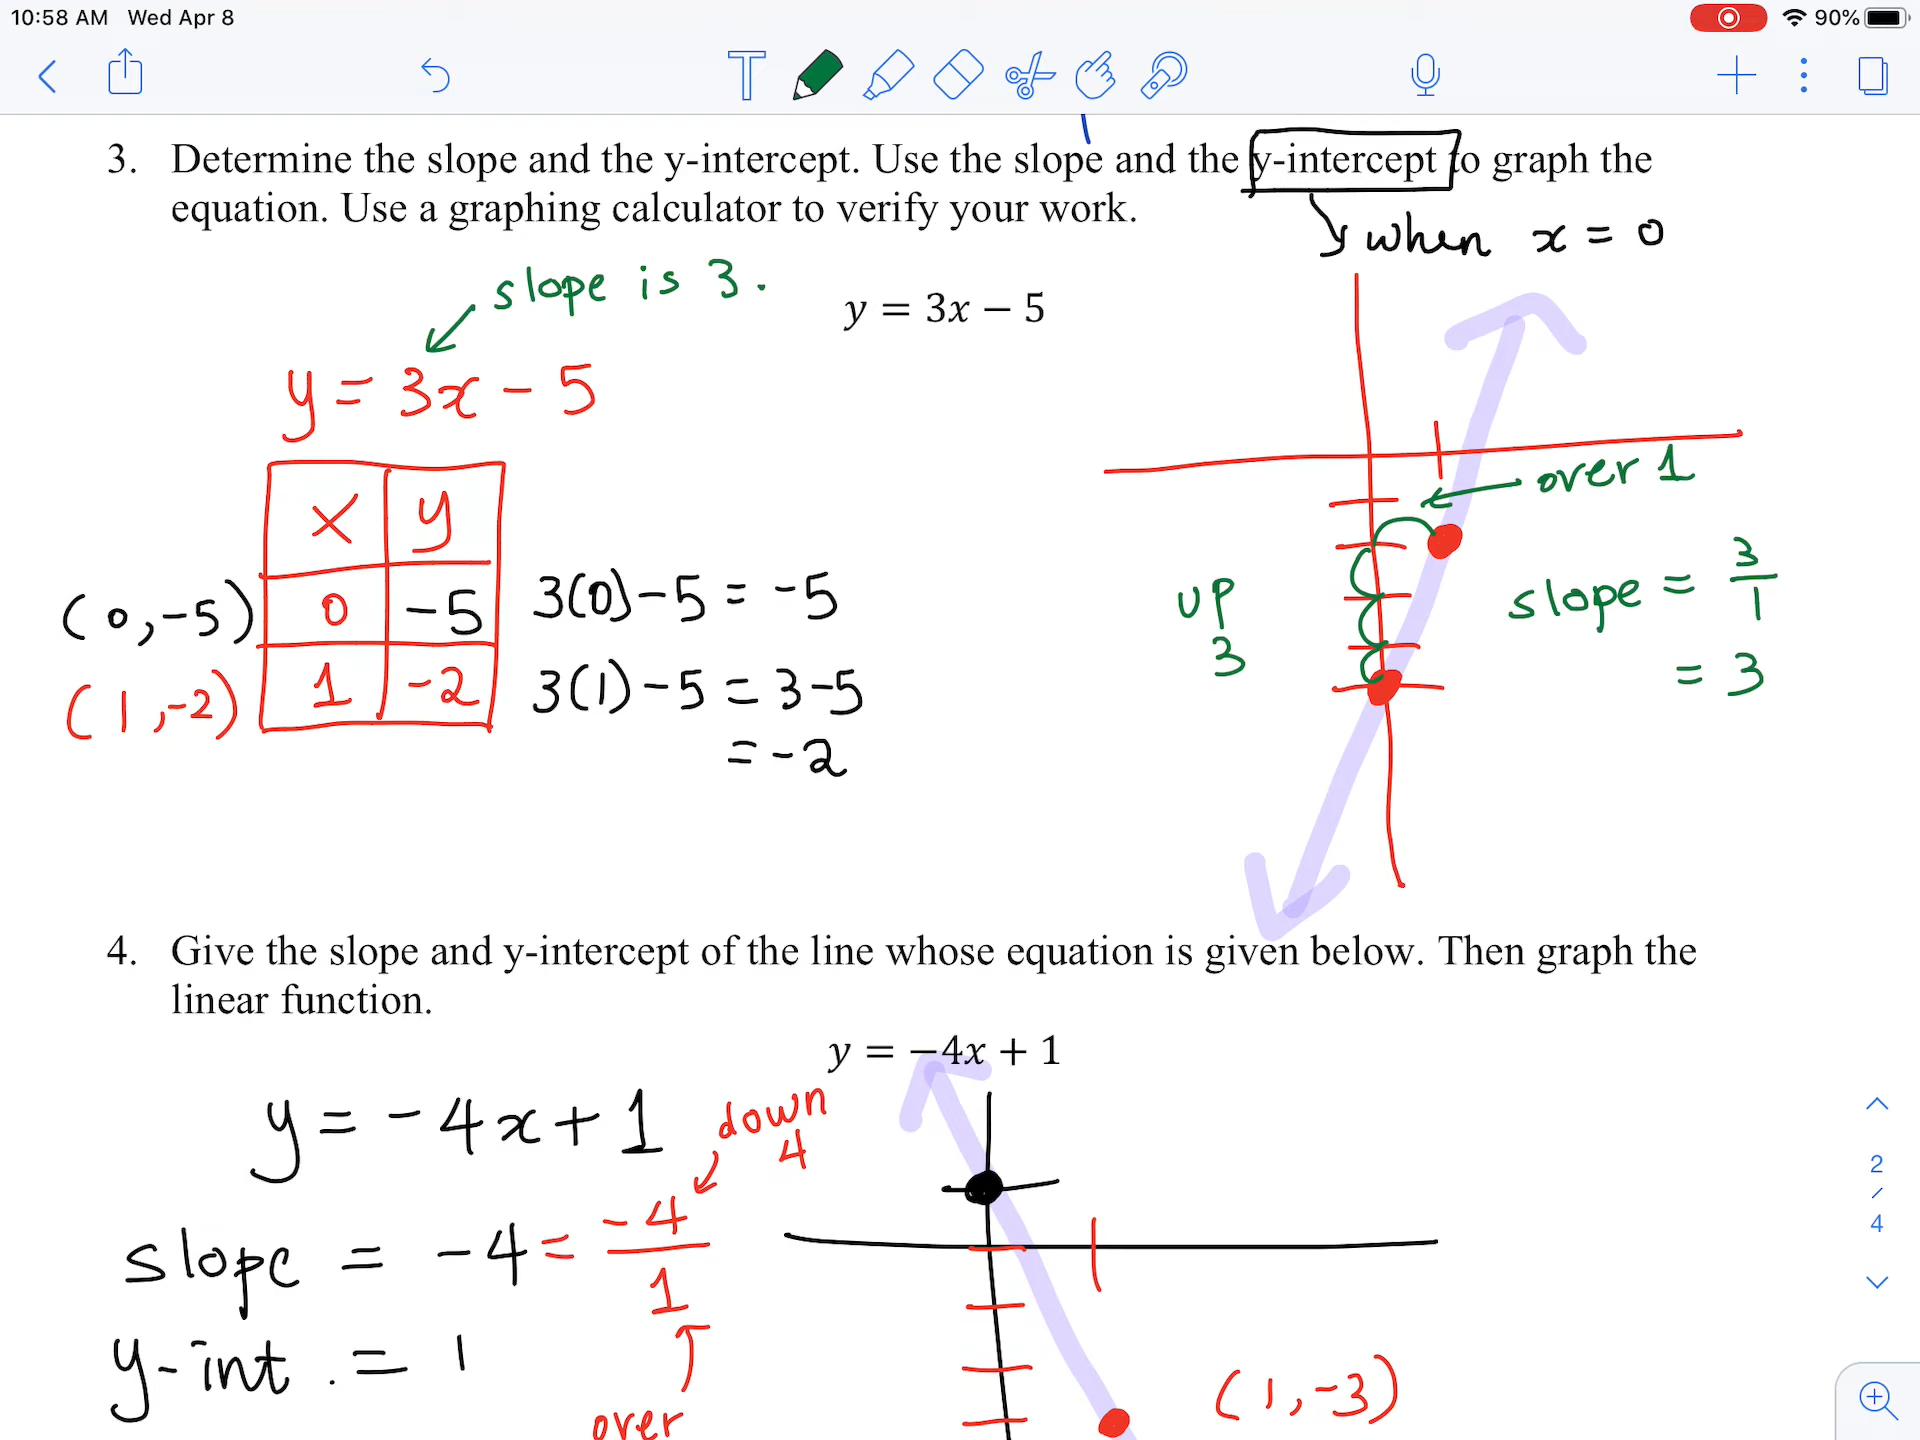 10:58 AM Wed Apr 8
90%
3. Determine the slope and the y-intercept. Use the slope and the y-intercept to graph the
equation. Use a graphing calculator to verify your work.
when x = 0
slope is 3.
y = 3x − 5
y = 3x - 5
x y
(0,-5) 0 -5 3(0)-5 = -5
(1,-2) 1 -2 3(1)-5 = 3-5
= -2
over 1
up
3
slope = 3/1
= 3
4. Give the slope and y-intercept of the line whose equation is given below. Then graph the
linear function.
y = −4x + 1
y = -4x+1
down
4
slope = -4 = -4/1
y-int. = 1
over
(1,-3)
2
/
4